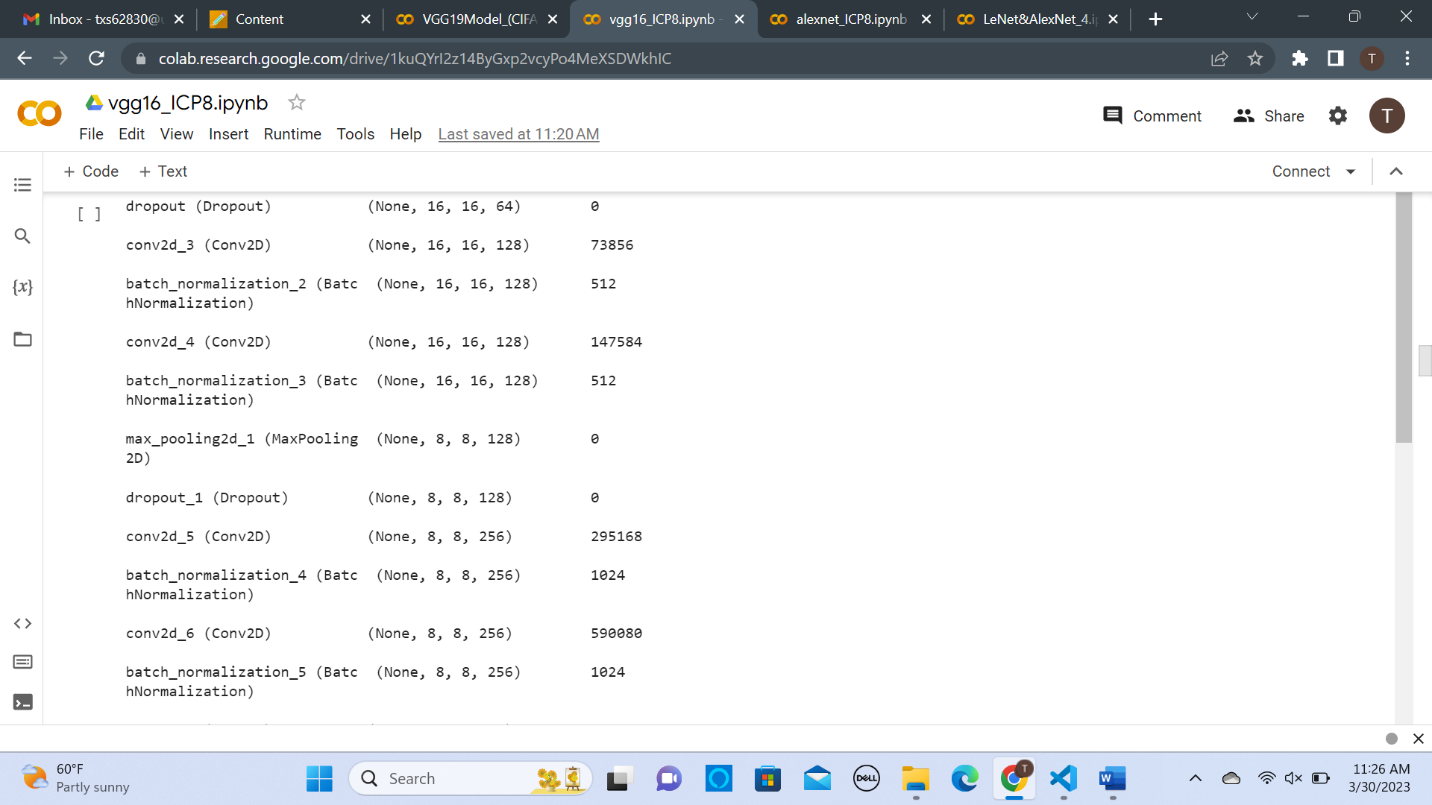 Inbox - txs62830@u
Content
VGG19Model_(CIFA
vgg16_ICP8.ipynb -
alexnet_ICP8.ipynb
LeNet&AlexNet_4.i
colab.research.google.com/drive/1kuQYrI2z14ByGxp2vcyPo4MeXSDWkhIC
T
vgg16_ICP8.ipynb
Comment
Share
T
File Edit View Insert Runtime Tools Help Last saved at 11:20 AM
+ Code + Text
Connect
[ ]
dropout (Dropout) (None, 16, 16, 64) 0
conv2d_3 (Conv2D) (None, 16, 16, 128) 73856
batch_normalization_2 (Batc (None, 16, 16, 128) 512
hNormalization)
conv2d_4 (Conv2D) (None, 16, 16, 128) 147584
batch_normalization_3 (Batc (None, 16, 16, 128) 512
hNormalization)
max_pooling2d_1 (MaxPooling (None, 8, 8, 128) 0
2D)
dropout_1 (Dropout) (None, 8, 8, 128) 0
conv2d_5 (Conv2D) (None, 8, 8, 256) 295168
batch_normalization_4 (Batc (None, 8, 8, 256) 1024
hNormalization)
conv2d_6 (Conv2D) (None, 8, 8, 256) 590080
batch_normalization_5 (Batc (None, 8, 8, 256) 1024
hNormalization)
{x}
60°F
Partly sunny
Search
DELL
T
W
11:26 AM
3/30/2023